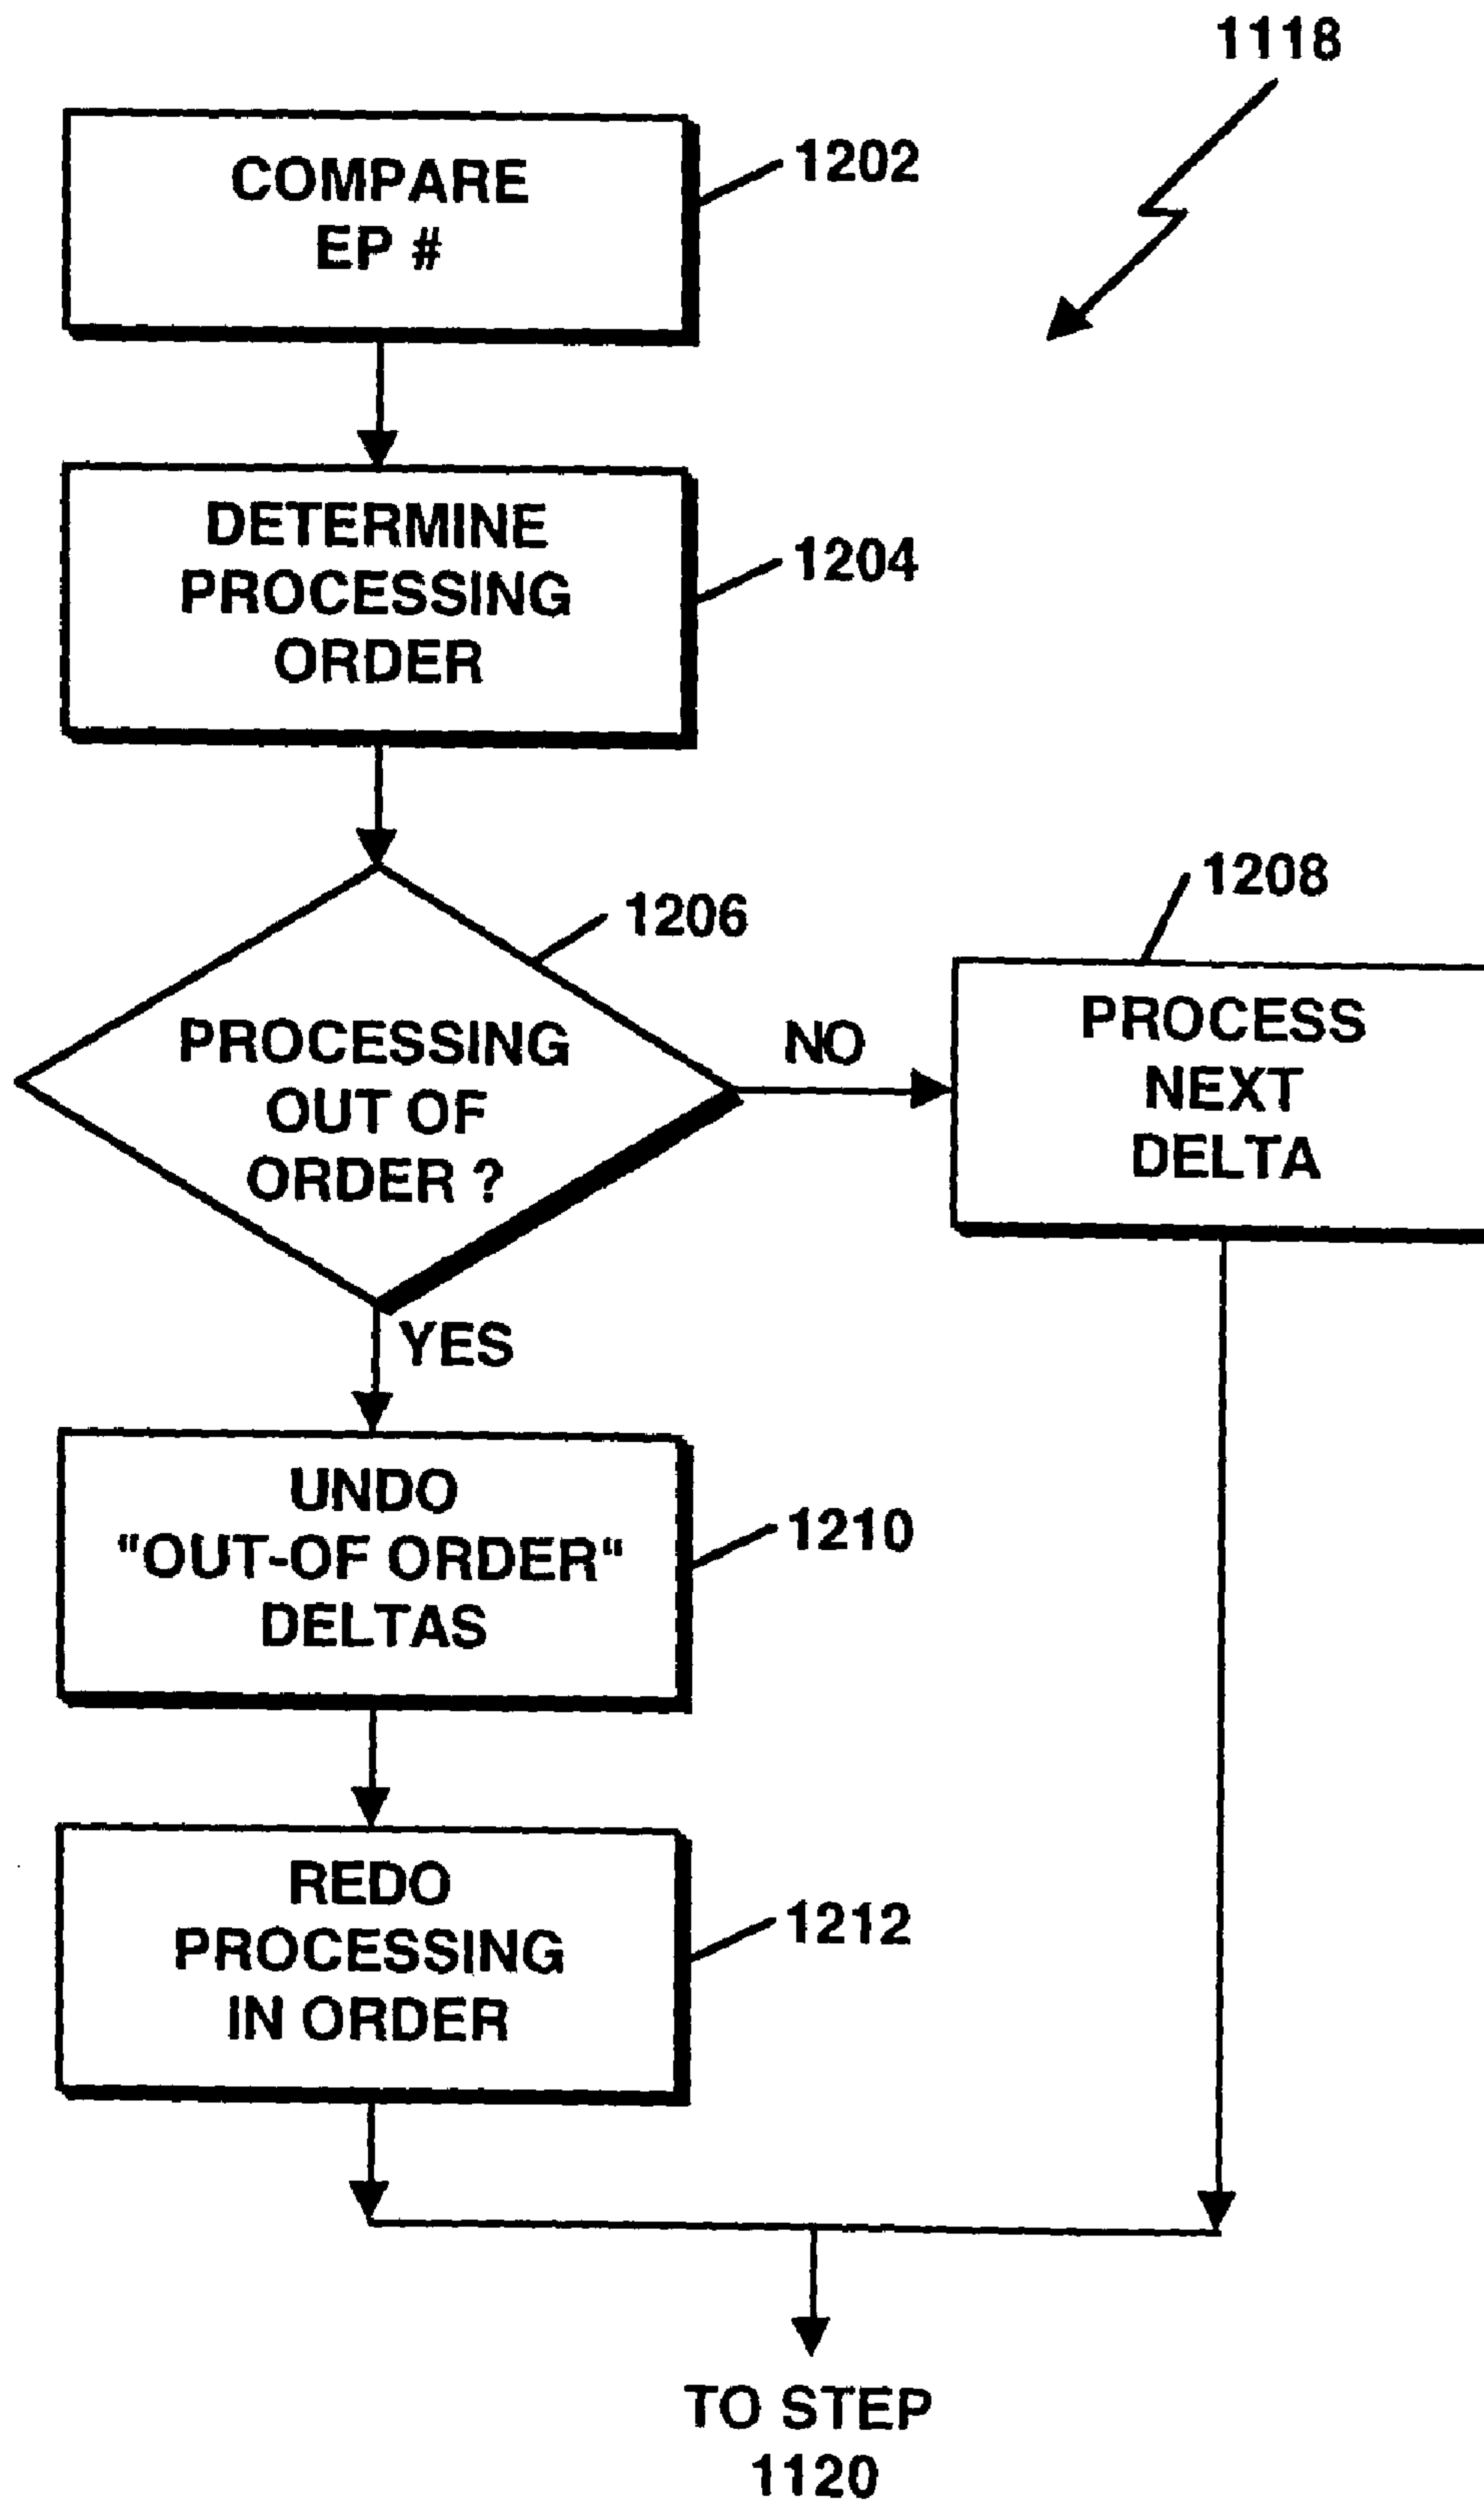 1118
COMPARE
EP #
1202
DETERMINE
PROCESSING
ORDER
1204
PROCESSING
OUT OF
ORDER ?
1206
NO
PROCESS
NEXT
DELTA
1208
YES
UNDO
"OUT-OF ORDER"
DELTAS
1210
REDO
PROCESSING
IN ORDER
1212
TO STEP
1120